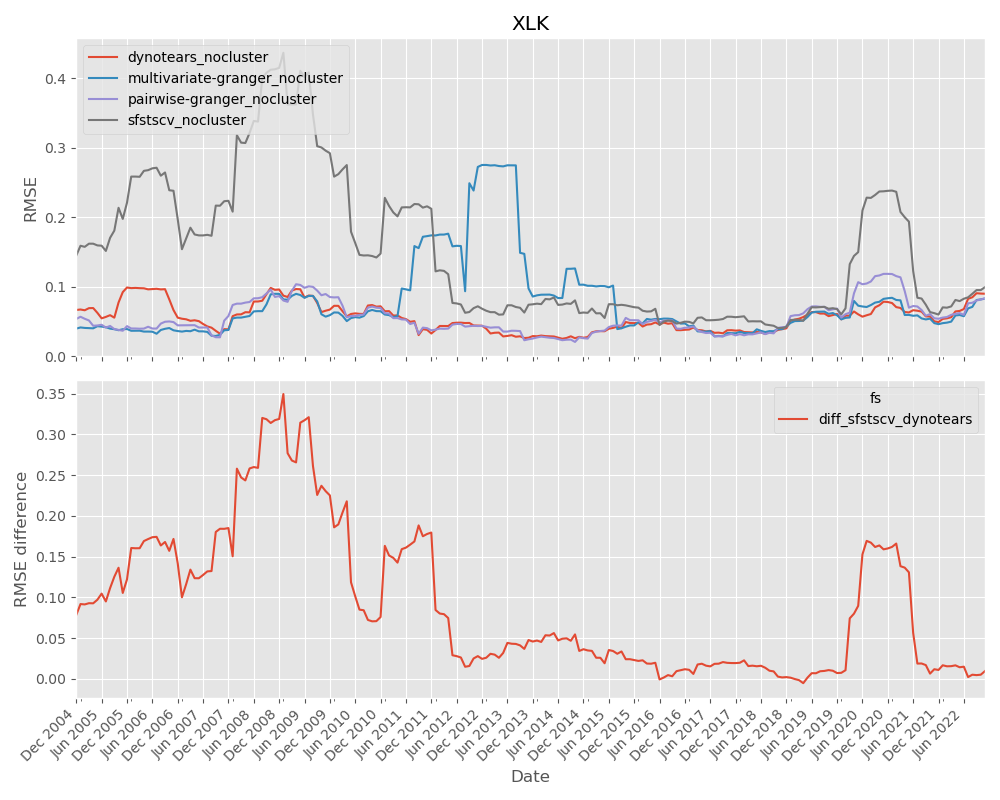 XLK
dynotears_nocluster
multivariate-granger_nocluster
pairwise-granger_nocluster
sfstscv_nocluster
RMSE
0.4
0.3
0.2
0.1
0.0
fs
diff_sfstscv_dynotears
RMSE difference
0.35
0.30
0.25
0.20
0.15
0.10
0.05
0.00
Dec 2004
Jun 2005
Dec 2005
Jun 2006
Dec 2006
Jun 2007
Dec 2007
Jun 2008
Dec 2008
Jun 2009
Dec 2009
Jun 2010
Dec 2010
Jun 2011
Dec 2011
Jun 2012
Dec 2012
Jun 2013
Dec 2013
Jun 2014
Dec 2014
Jun 2015
Dec 2015
Jun 2016
Dec 2016
Jun 2017
Dec 2017
Jun 2018
Dec 2018
Jun 2019
Dec 2019
Jun 2020
Dec 2020
Jun 2021
Dec 2021
Jun 2022
Date